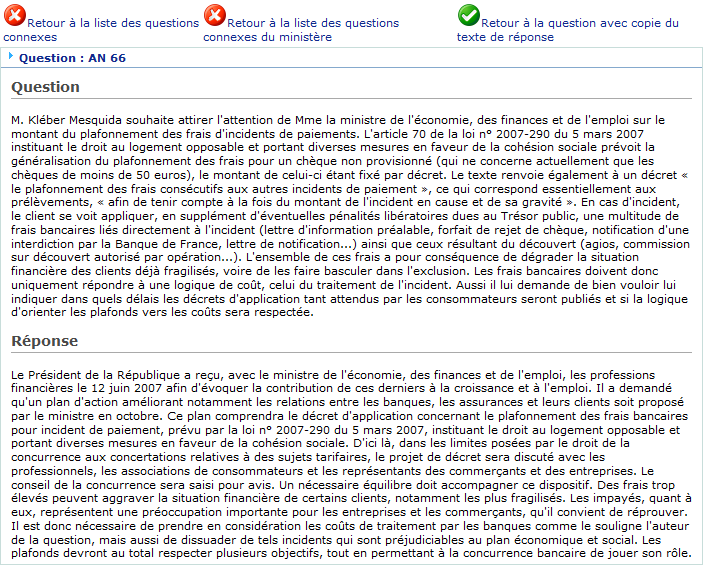 Retour à la liste des questions connexes
Retour à la liste des questions connexes du ministère
Retour à la question avec copie du texte de réponse
Question : AN 66
Question
M. Kléber Mesquida souhaite attirer l'attention de Mme la ministre de l'économie, des finances et de l'emploi sur le
montant du plafonnement des frais d'incidents de paiements. L'article 70 de la loi n° 2007-290 du 5 mars 2007
instituant le droit au logement opposable et portant diverses mesures en faveur de la cohésion sociale prévoit la
généralisation du plafonnement des frais pour un chèque non provisionné (qui ne concerne actuellement que les
chèques de moins de 50 euros), le montant de celui-ci étant fixé par décret. Le texte renvoie également à un décret «
le plafonnement des frais consécutifs aux autres incidents de paiement », ce qui correspond essentiellement aux
prélèvements, « afin de tenir compte à la fois du montant de l'incident en cause et de sa gravité ». En cas d'incident,
le client se voit appliquer, en supplément d'éventuelles pénalités libératoires dues au Trésor public, une multitude de
frais bancaires liés directement à l'incident (lettre d'information préalable, forfait de rejet de chèque, notification d'une
interdiction par la Banque de France, lettre de notification...) ainsi que ceux résultant du découvert (agios, commission
sur découvert autorisé par opération...). L'ensemble de ces frais a pour conséquence de dégrader la situation
financière des clients déjà fragilisés, voire de les faire basculer dans l'exclusion. Les frais bancaires doivent donc
uniquement répondre à une logique de coût, celui du traitement de l'incident. Aussi il lui demande de bien vouloir lui
indiquer dans quels délais les décrets d'application tant attendus par les consommateurs seront publiés et si la logique
d'orienter les plafonds vers les coûts sera respectée.
Réponse
Le Président de la République a reçu, avec le ministre de l'économie, des finances et de l'emploi, les professions
financières le 12 juin 2007 afin d'évoquer la contribution de ces derniers à la croissance et à l'emploi. Il a demandé
qu'un plan d'action améliorant notamment les relations entre les banques, les assurances et leurs clients soit proposé
par le ministre en octobre. Ce plan comprendra le décret d'application concernant le plafonnement des frais bancaires
pour incident de paiement, prévu par la loi n° 2007-290 du 5 mars 2007, instituant le droit au logement opposable et
portant diverses mesures en faveur de la cohésion sociale. D'ici là, dans les limites posées par le droit de la
concurrence aux concertations relatives à des sujets tarifaires, le projet de décret sera discuté avec les
professionnels, les associations de consommateurs et les représentants des commerçants et des entreprises. Le
conseil de la concurrence sera saisi pour avis. Un nécessaire équilibre doit accompagner ce dispositif. Des frais trop
élevés peuvent aggraver la situation financière de certains clients, notamment les plus fragilisés. Les impayés, quant à
eux, représentent une préoccupation importante pour les entreprises et les commerçants, qu'il convient de réprouver.
Il est donc nécessaire de prendre en considération les coûts de traitement par les banques comme le souligne l'auteur
de la question, mais aussi de dissuader de tels incidents qui sont préjudiciables au plan économique et social. Les
plafonds devront au total respecter plusieurs objectifs, tout en permettant à la concurrence bancaire de jouer son rôle.